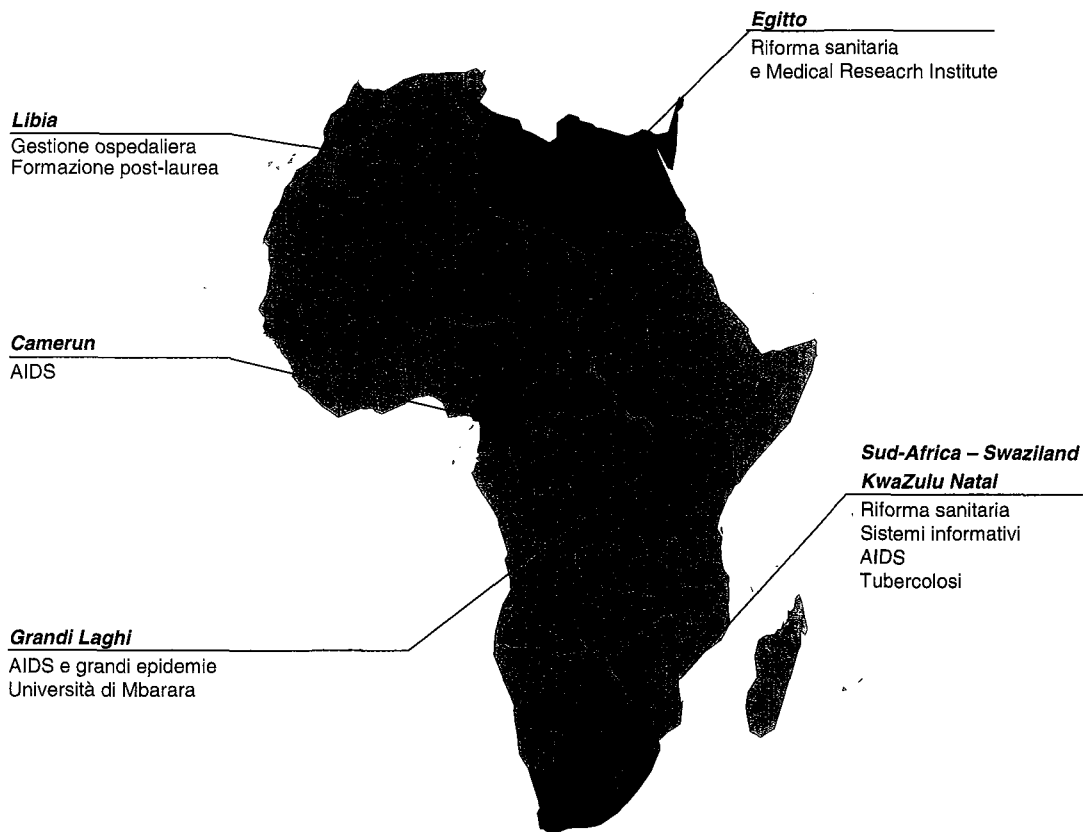 Egitto
Riforma sanitaria
e Medical Reseacrh Institute
Libia
Gestione ospedaliera
Formazione post-laurea
Camerun
AIDS
Sud-Africa – Swaziland
KwaZulu Natal
Riforma sanitaria
Sistemi informativi
AIDS
Tubercolosi
Grandi Laghi
AIDS e grandi epidemie
Università di Mbarara